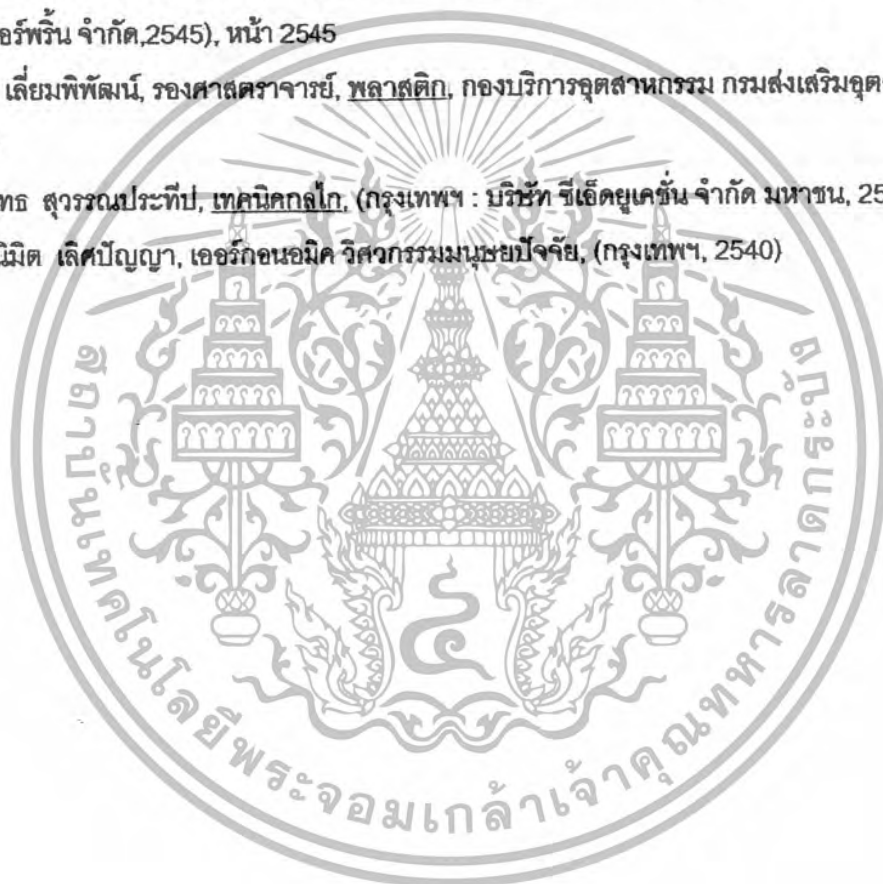 อร์พริ้น จำกัด,2545), หน้า 2545
เลี่ยมพิพัฒน์, รองศาสตราจารย์, พลาสติก, กองบริการอุตสาหกรรม กรมส่งเสริมอุต
ทธ สุวรรณประทีป, เทคนิคกลไก, (กรุงเทพฯ : บริษัท ซีเอ็ดยูเคชั่น จำกัด มหาชน, 25
นิมิต เลิศปัญญา, เออร์กอนอมิค วิศวกรรมมนุษยปัจจัย, (กรุงเทพฯ, 2540)
สถาบันเทคโนโลยีพระจอมเกล้าเจ้าคุณทหารลาดกระบัง
๔